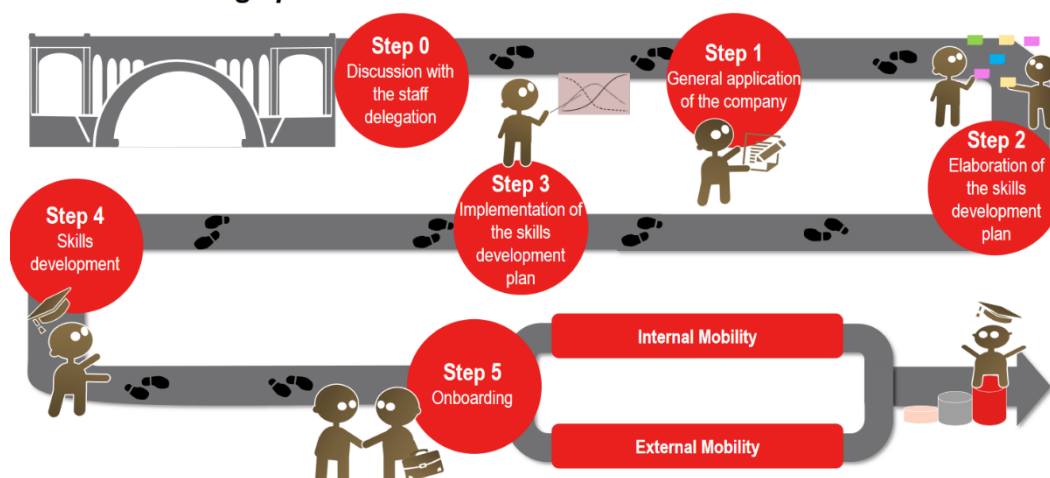 Step 0
Discussion with
the staff
delegation
Step 1
General application
of the company
Step 2
Elaboration of
the skills
development
plan
Step 3
Implementation of
the skills
development
plan
Step 4
Skills
development
Step 5
Onboarding
Internal Mobility
External Mobility